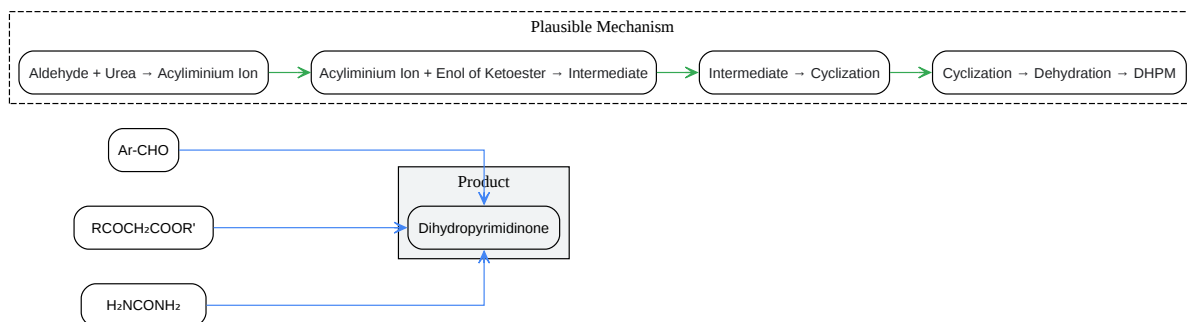 Plausible Mechanism
Aldehyde + Urea → Acyliminium Ion
Acyliminium Ion + Enol of Ketoester → Intermediate
Intermediate → Cyclization
Cyclization → Dehydration → DHPM
Ar-CHO
Product
RCOCH₂COOR'
Dihydropyrimidinone
H₂NCONH₂